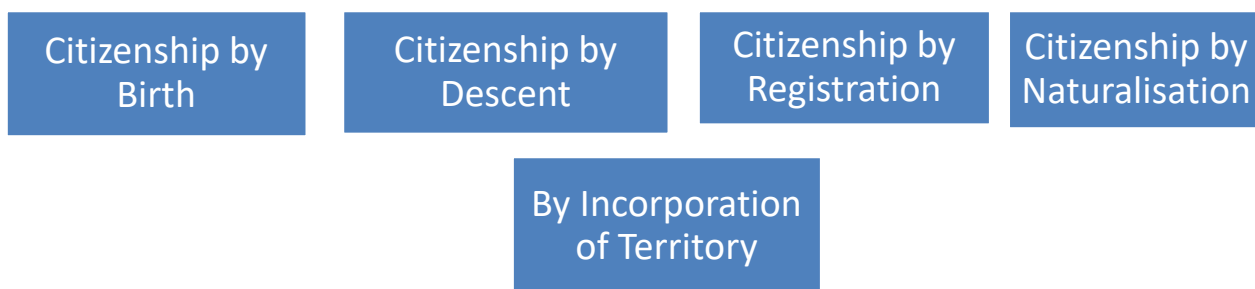 Citizenship by
Birth
Citizenship by
Descent
Citizenship by
Registration
Citizenship by
Naturalisation
By Incorporation
of Territory